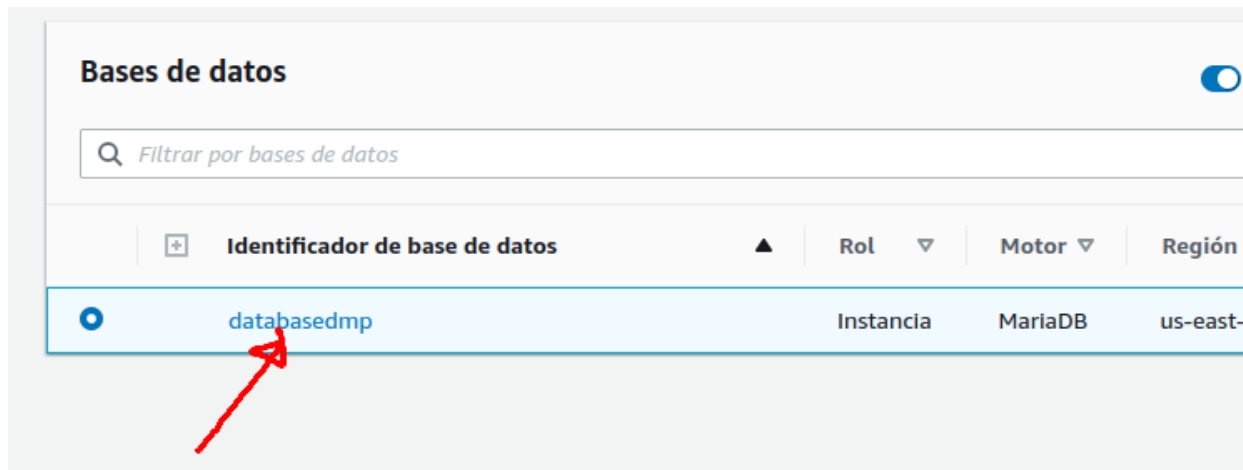 Bases de datos
Filtrar por bases de datos
Identificador de base de datos Rol Motor Región
databasedmp Instancia MariaDB us-east-